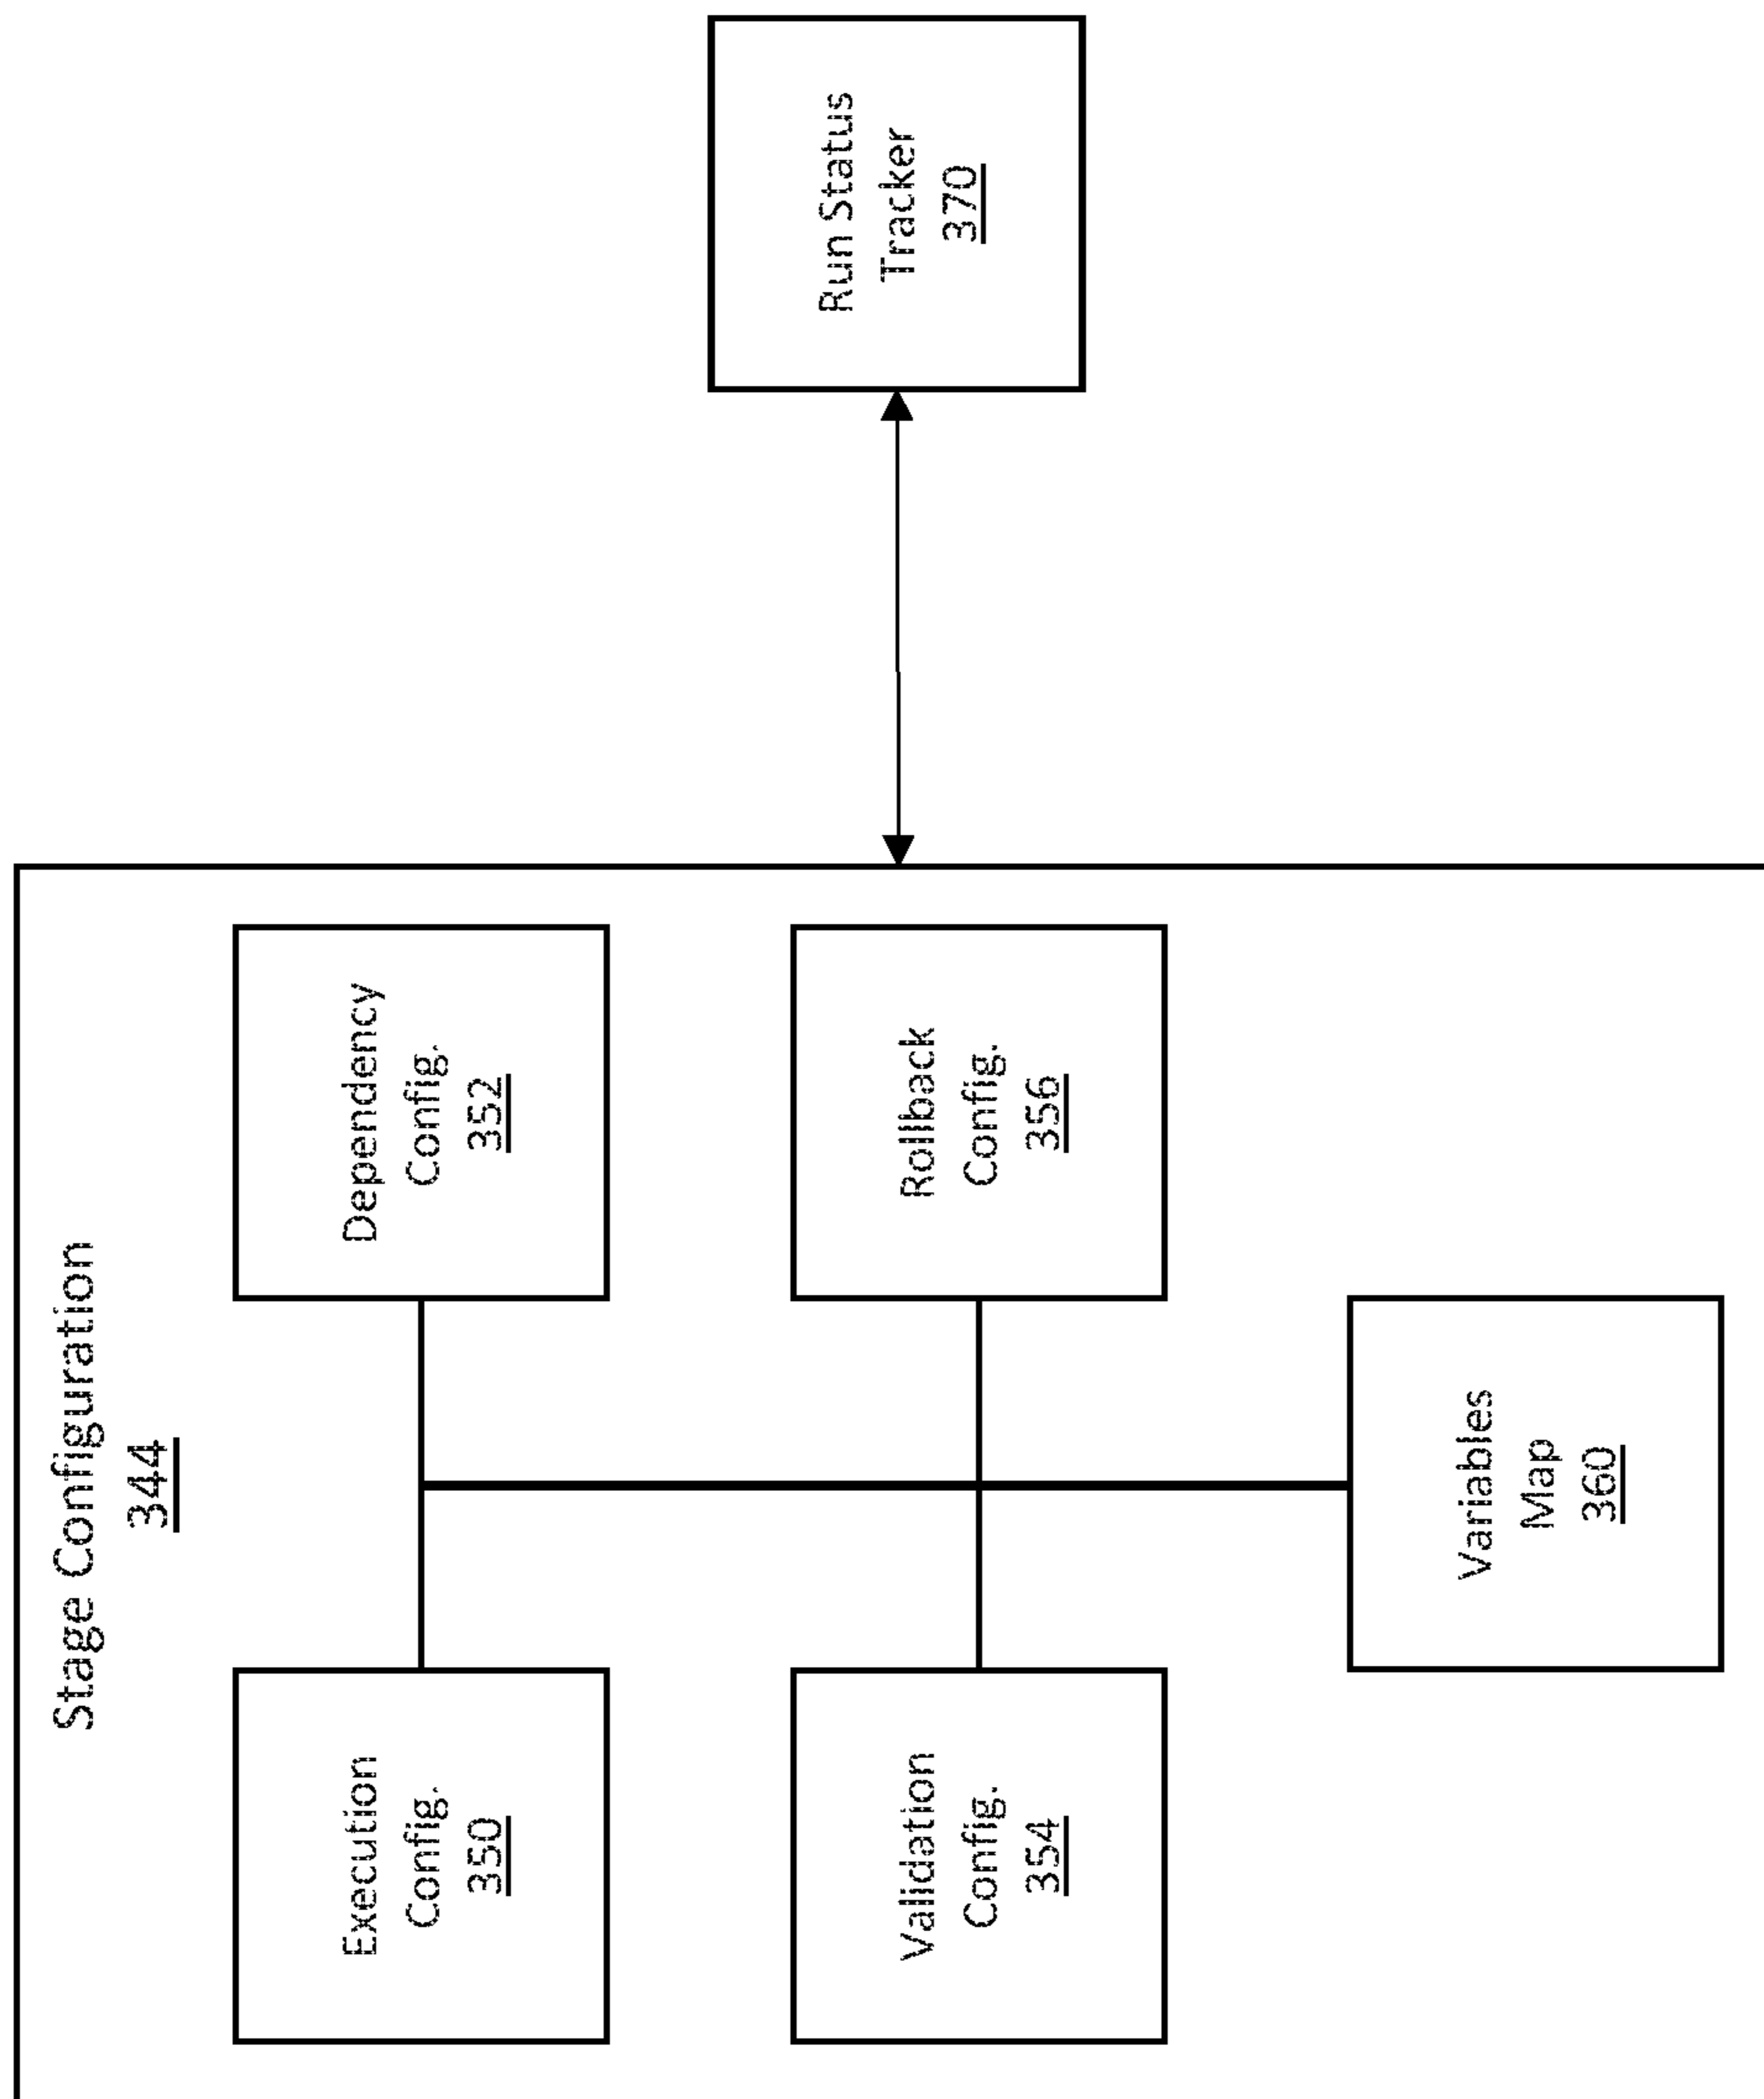 Stage Configuration
344
Execution
Config.
350
Dependency
Config.
352
Validation
Config.
354
Rollback
Config.
356
Variables
Map
360
Run Status
Tracker
370